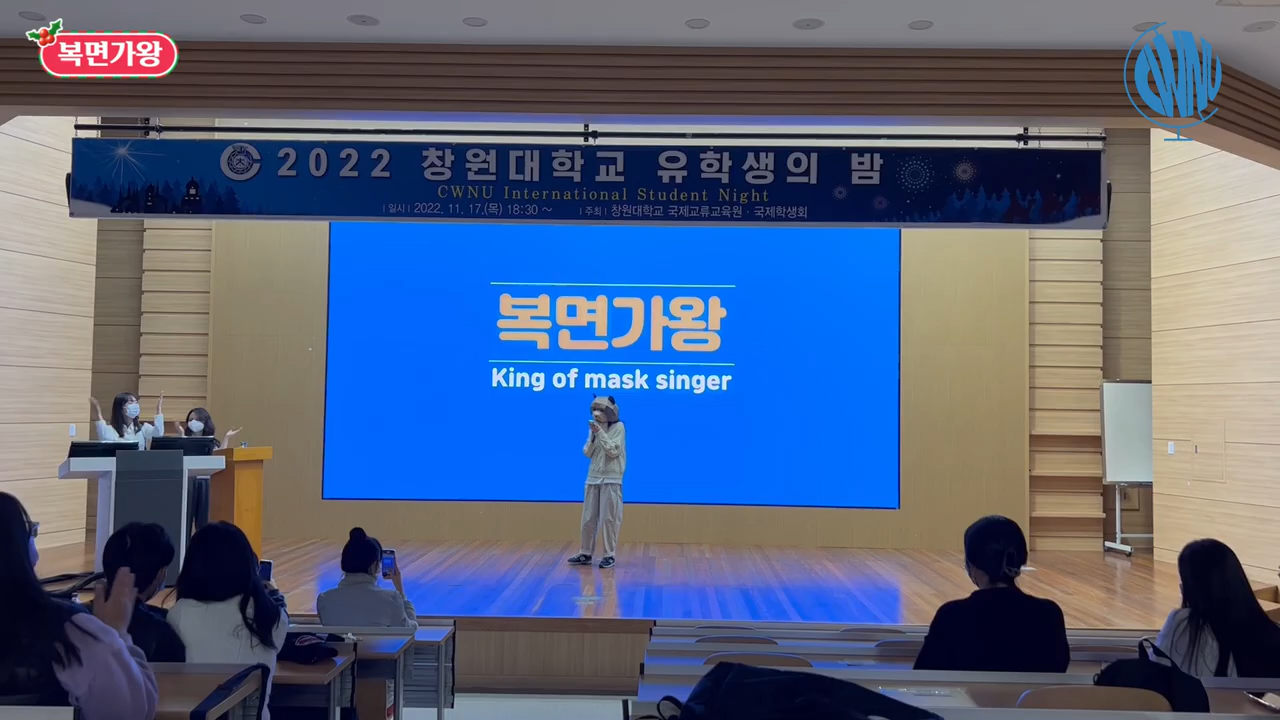 복면가왕
CWNU
2022 창원대학교 유학생의 밤
CWNU International Student Night
| 일시 | 2022. 11. 17.(목) 18:30 ~ | 주최 | 창원대학교 국제교류교육원 · 국제학생회
복면가왕
King of mask singer